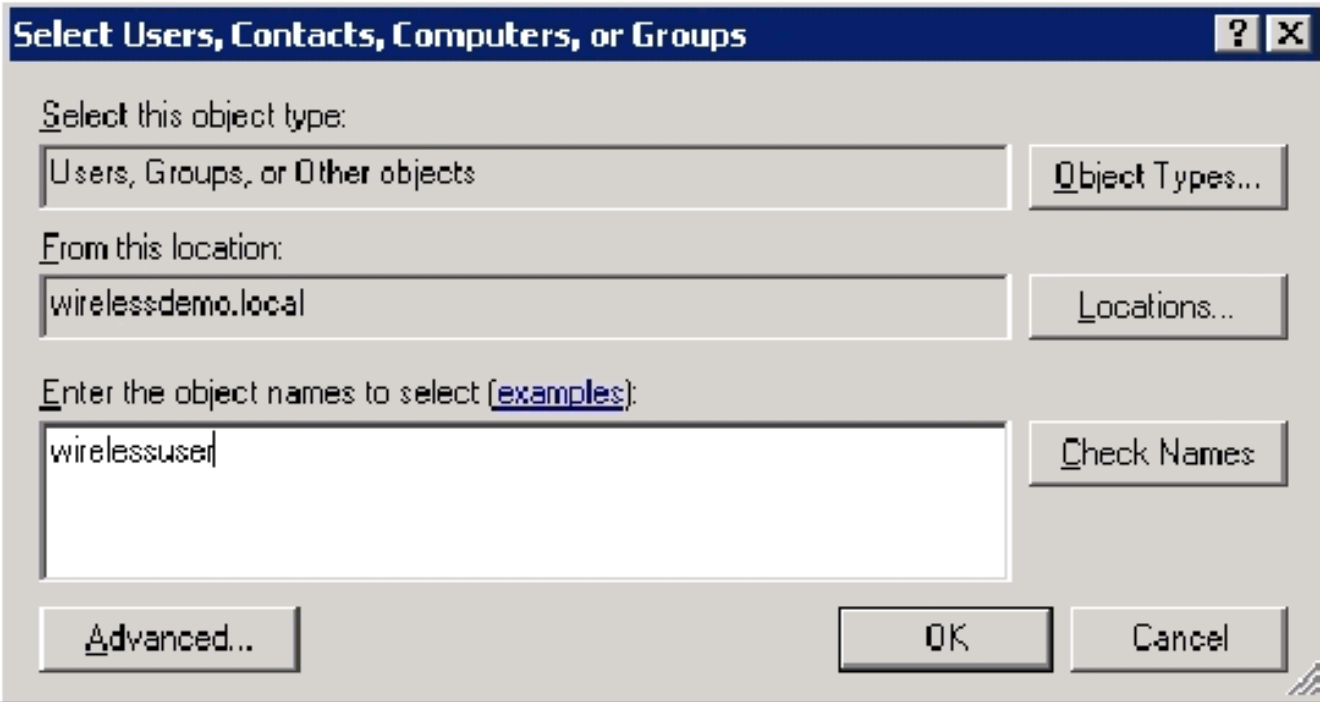 Select Users, Contacts, Computers, or Groups
? X
Select this object type:
Users, Groups, or Other objects
Object Types...
From this location:
wirelessdemo.local
Locations...
Enter the object names to select (examples):
wirelessuser
Check Names
Advanced...
OK
Cancel